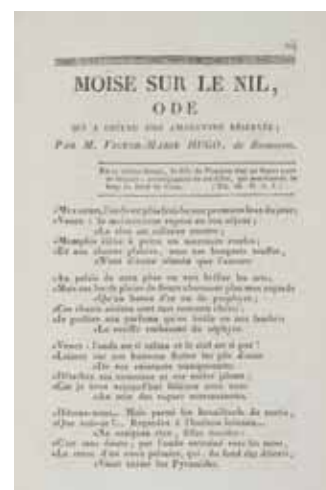 MOISE SUR LE NIL,
ODE
QUI A OBTENU UNE AMARANTHE RÉSERVÉE;
PAR M. VICTOR-MARIE HUGO, de
«Mes sœurs, l'onde est plus fraîche aux premiers feux du jour;
«Venez : le moissonneur repose en son séjour;
«La rive est solitaire encore;
«Memphis élève à peine un murmure confus;
«Et nos chastes plaisirs, sous ces bosquets touffus,
«N'ont d'autre témoin que l'aurore.
«Au palais de mon père on voit briller les arts;
«Mais ces bords pleins de fleurs charment plus mes regards
«Qu'un bassin d'or ou de porphyre;
«Ces chants aériens sont mes concerts chéris;
«Je préfère aux parfums qu'on brûle en nos lambris
«Le souffle embaumé du zéphyre.
«Venez : l'onde est si calme et le ciel est si pur!
«Laissez sur nos flotter les plis d'azur
«De vos ceintures transparentes;
«Détachez ma couronne et ces voiles jaloux;
«Car je veux aujourd'hui folâtrer avec vous
«Au sein des vagues murmurantes.
«Hâtons-nous... Mais parmi les brouillards du matin,
«Que vois-je?... Regardez à l'horizon lointain...
«Ne craignez rien, filles timides:
«C'est sans doute, par l'onde entraîné vers les mers,
«Le tronc d'un vieux palmier, qui, du fond des déserts,
«Vient visiter les Pyramides.